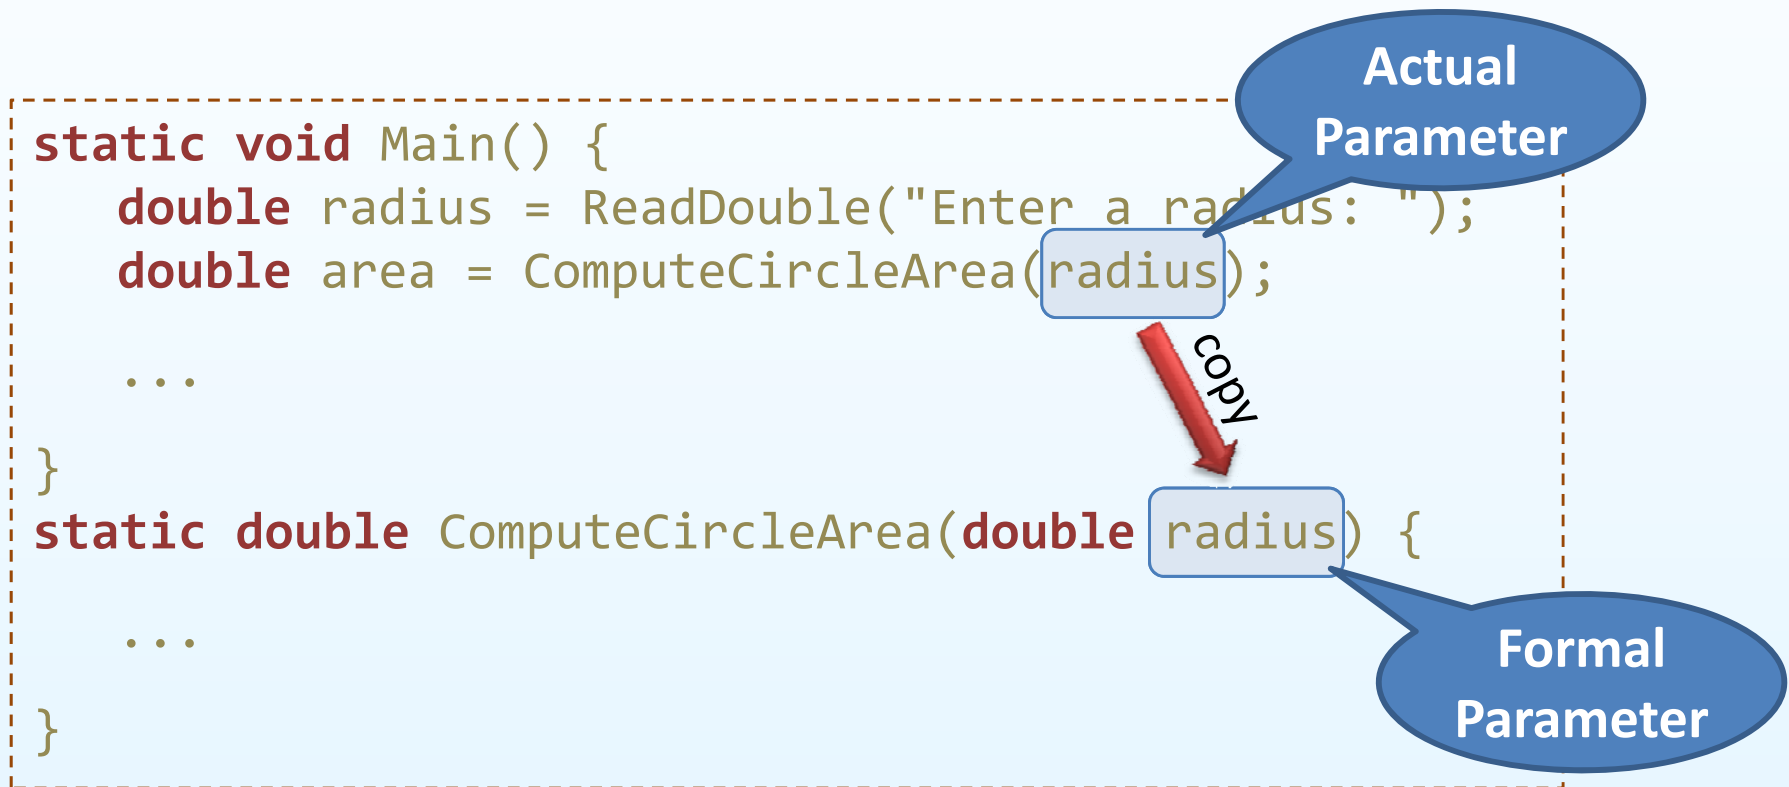 Actual
Parameter
static void Main() {
double radius = ReadDouble("Enter a radius: ");
double area = ComputeCircleArea(radius);
copy
...
}
static double ComputeCircleArea(double radius) {
...
}
Formal
Parameter